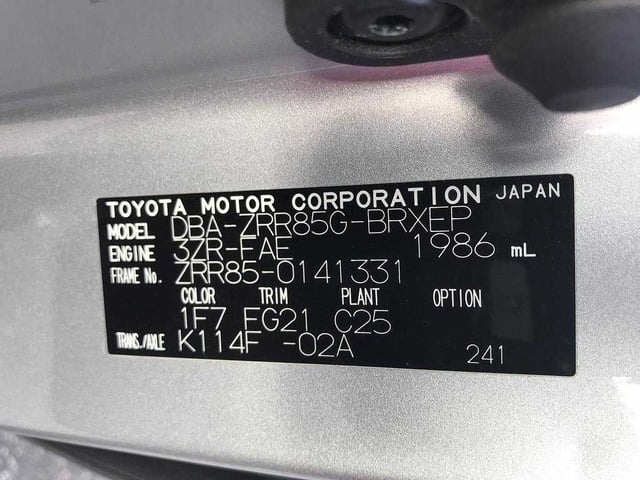 TOYOTA MOTOR CORPORATION JAPAN
MODEL DBA-ZRR85G-BRXEP
ENGINE 3ZR-FAE 1986 mL
FRAME No. ZRR85-0141331
COLOR TRIM PLANT OPTION
1F7 FG21 C25
TRANS./AXLE K114F -02A 241